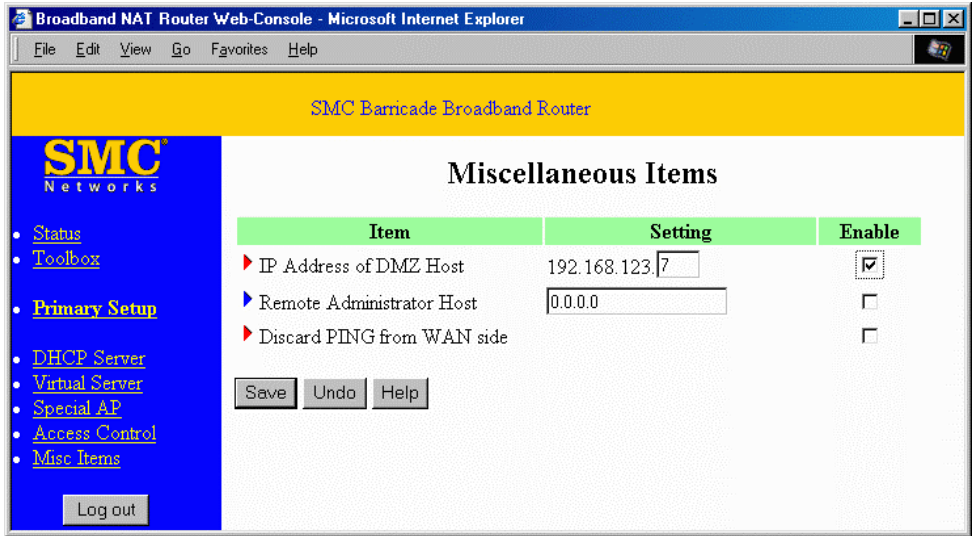 Broadband NAT Router Web-Console - Microsoft Internet Explorer
File Edit View Go Favorites Help
SMC Barricade Broadband Router
SMC®
Networks
Status
Toolbox
Primary Setup
DHCP Server
Virtual Server
Special AP
Access Control
Misc Items
Log out
Miscellaneous Items
Item Setting Enable
IP Address of DMZ Host 192.168.123.7
Remote Administrator Host 0.0.0.0
Discard PING from WAN side
Save Undo Help